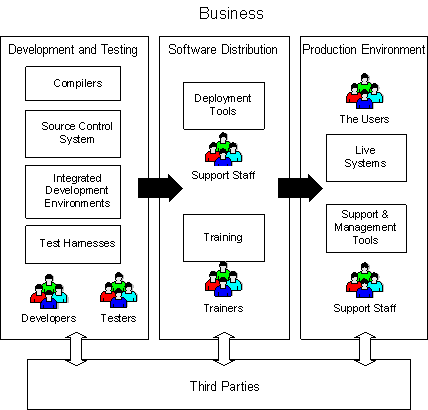 Business
Development and Testing
Compilers
Source Control
System
Integrated
Development
Environments
Test Harnesses
Developers
Testers
Software Distribution
Deployment
Tools
Support Staff
Training
Trainers
Production Environment
The Users
Live
Systems
Support &
Management
Tools
Support Staff
Third Parties